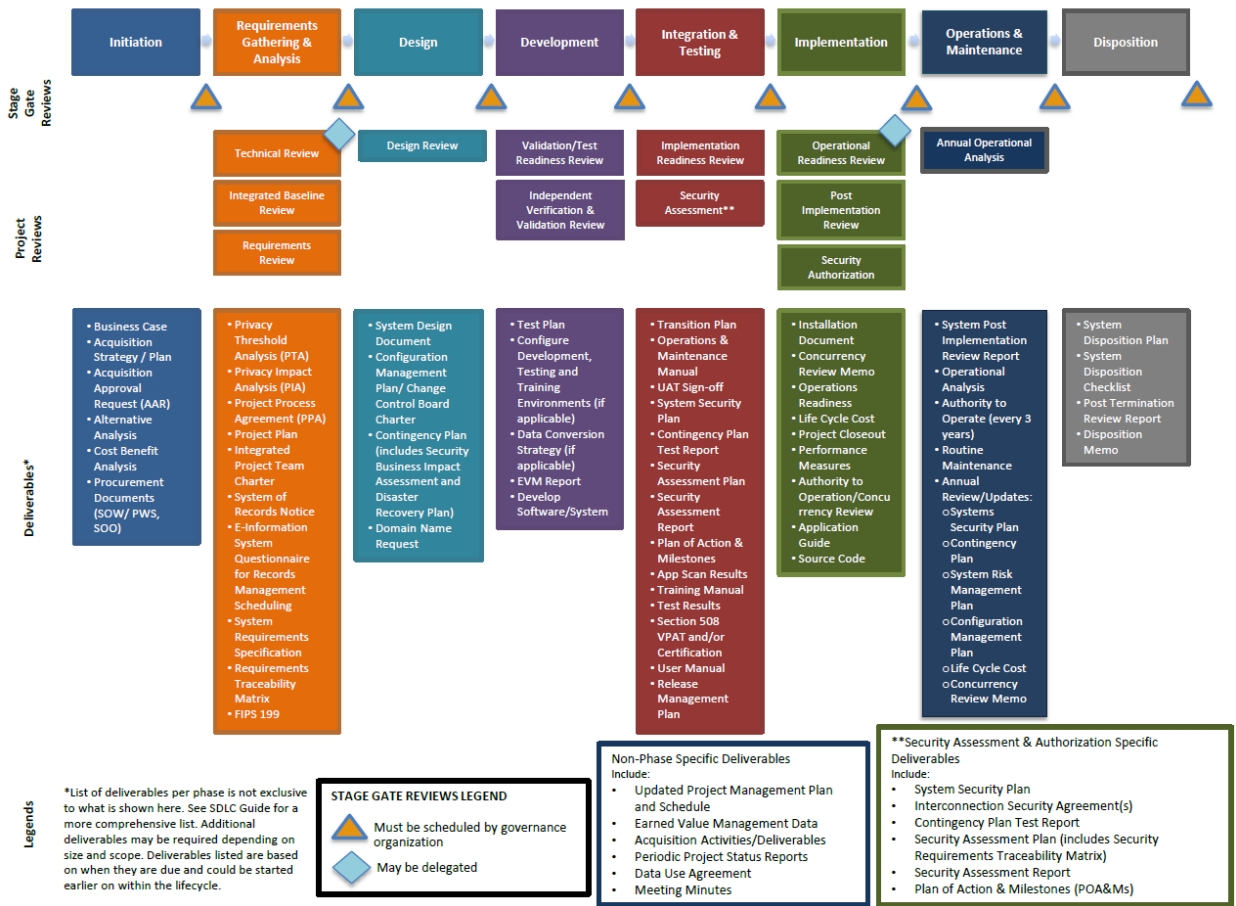 Initiation
Requirements
Gathering &
Analysis
Design
Development
Integration &
Testing
Implementation
Operations &
Maintenance
Disposition
Stage
Gate
Reviews
Project
Reviews
Technical Review
Integrated Baseline
Review
Requirements
Review
Design Review
Validation/Test
Readiness Review
Independent
Verification &
Validation Review
Implementation
Readiness Review
Security
Assessment**
Operational
Readiness Review
Post
Implementation
Review
Security
Authorization
Annual Operational
Analysis
Deliverables*
• Business Case
• Acquisition
Strategy / Plan
• Acquisition
Approval
Request (AAR)
• Alternative
Analysis
• Cost Benefit
Analysis
• Procurement
Documents
(SOW/ PWS,
SOO)
• Privacy
Threshold
Analysis (PTA)
• Privacy Impact
Analysis (PIA)
• Project Process
Agreement (PPA)
• Project Plan
• Integrated
Project Team
Charter
• System of
Records Notice
• E-Information
System
Questionnaire
for Records
Management
Scheduling
• System
Requirements
Specification
• Requirements
Traceability
Matrix
• FIPS 199
• System Design
Document
• Configuration
Management
Plan/ Change
Control Board
Charter
• Contingency Plan
(includes Security
Business Impact
Assessment and
Disaster
Recovery Plan)
• Domain Name
Request
• Test Plan
• Configure
Development,
Testing and
Training
Environments (if
applicable)
• Data Conversion
Strategy (if
applicable)
• EVM Report
• Develop
Software/System
• Transition Plan
• Operations &
Maintenance
Manual
• UAT Sign-off
• System Security
Plan
• Contingency Plan
Test Report
• Security
Assessment Plan
• Security
Assessment
Report
• Plan of Action &
Milestones
• App Scan Results
• Training Manual
• Test Results
• Section 508
VPAT and/or
Certification
• User Manual
• Release
Management
Plan
• Installation
Document
• Concurrency
Review Memo
• Operations
Readiness
• Life Cycle Cost
• Project Closeout
• Performance
Measures
• Authority to
Operation/Concu
rrency Review
• Application
Guide
• Source Code
• System Post
Implementation
Review Report
• Operational
Analysis
• Authority to
Operate (every 3
years)
• Routine
Maintenance
• Annual
Review/Updates:
oSystems
Security Plan
oContingency
Plan
oSystem Risk
Management
Plan
oConfiguration
Management
Plan
oLife Cycle Cost
oConcurrency
Review Memo
• System
Disposition Plan
• System
Disposition
Checklist
• Post Termination
Review Report
• Disposition
Memo
Legends
*List of deliverables per phase is not exclusive
to what is shown here. See SDLC Guide for a
more comprehensive list. Additional
deliverables may be required depending on
size and scope. Deliverables listed are based
on when they are due and could be started
earlier on within the lifecycle.
STAGE GATE REVIEWS LEGEND
Must be scheduled by governance
organization
May be delegated
Non-Phase Specific Deliverables
Include:
• Updated Project Management Plan
and Schedule
• Earned Value Management Data
• Acquisition Activities/Deliverables
• Periodic Project Status Reports
• Data Use Agreement
• Meeting Minutes
**Security Assessment & Authorization Specific
Deliverables
Include:
• System Security Plan
• Interconnection Security Agreement(s)
• Contingency Plan Test Report
• Security Assessment Plan (includes Security
Requirements Traceability Matrix)
• Security Assessment Report
• Plan of Action & Milestones (POA&Ms)